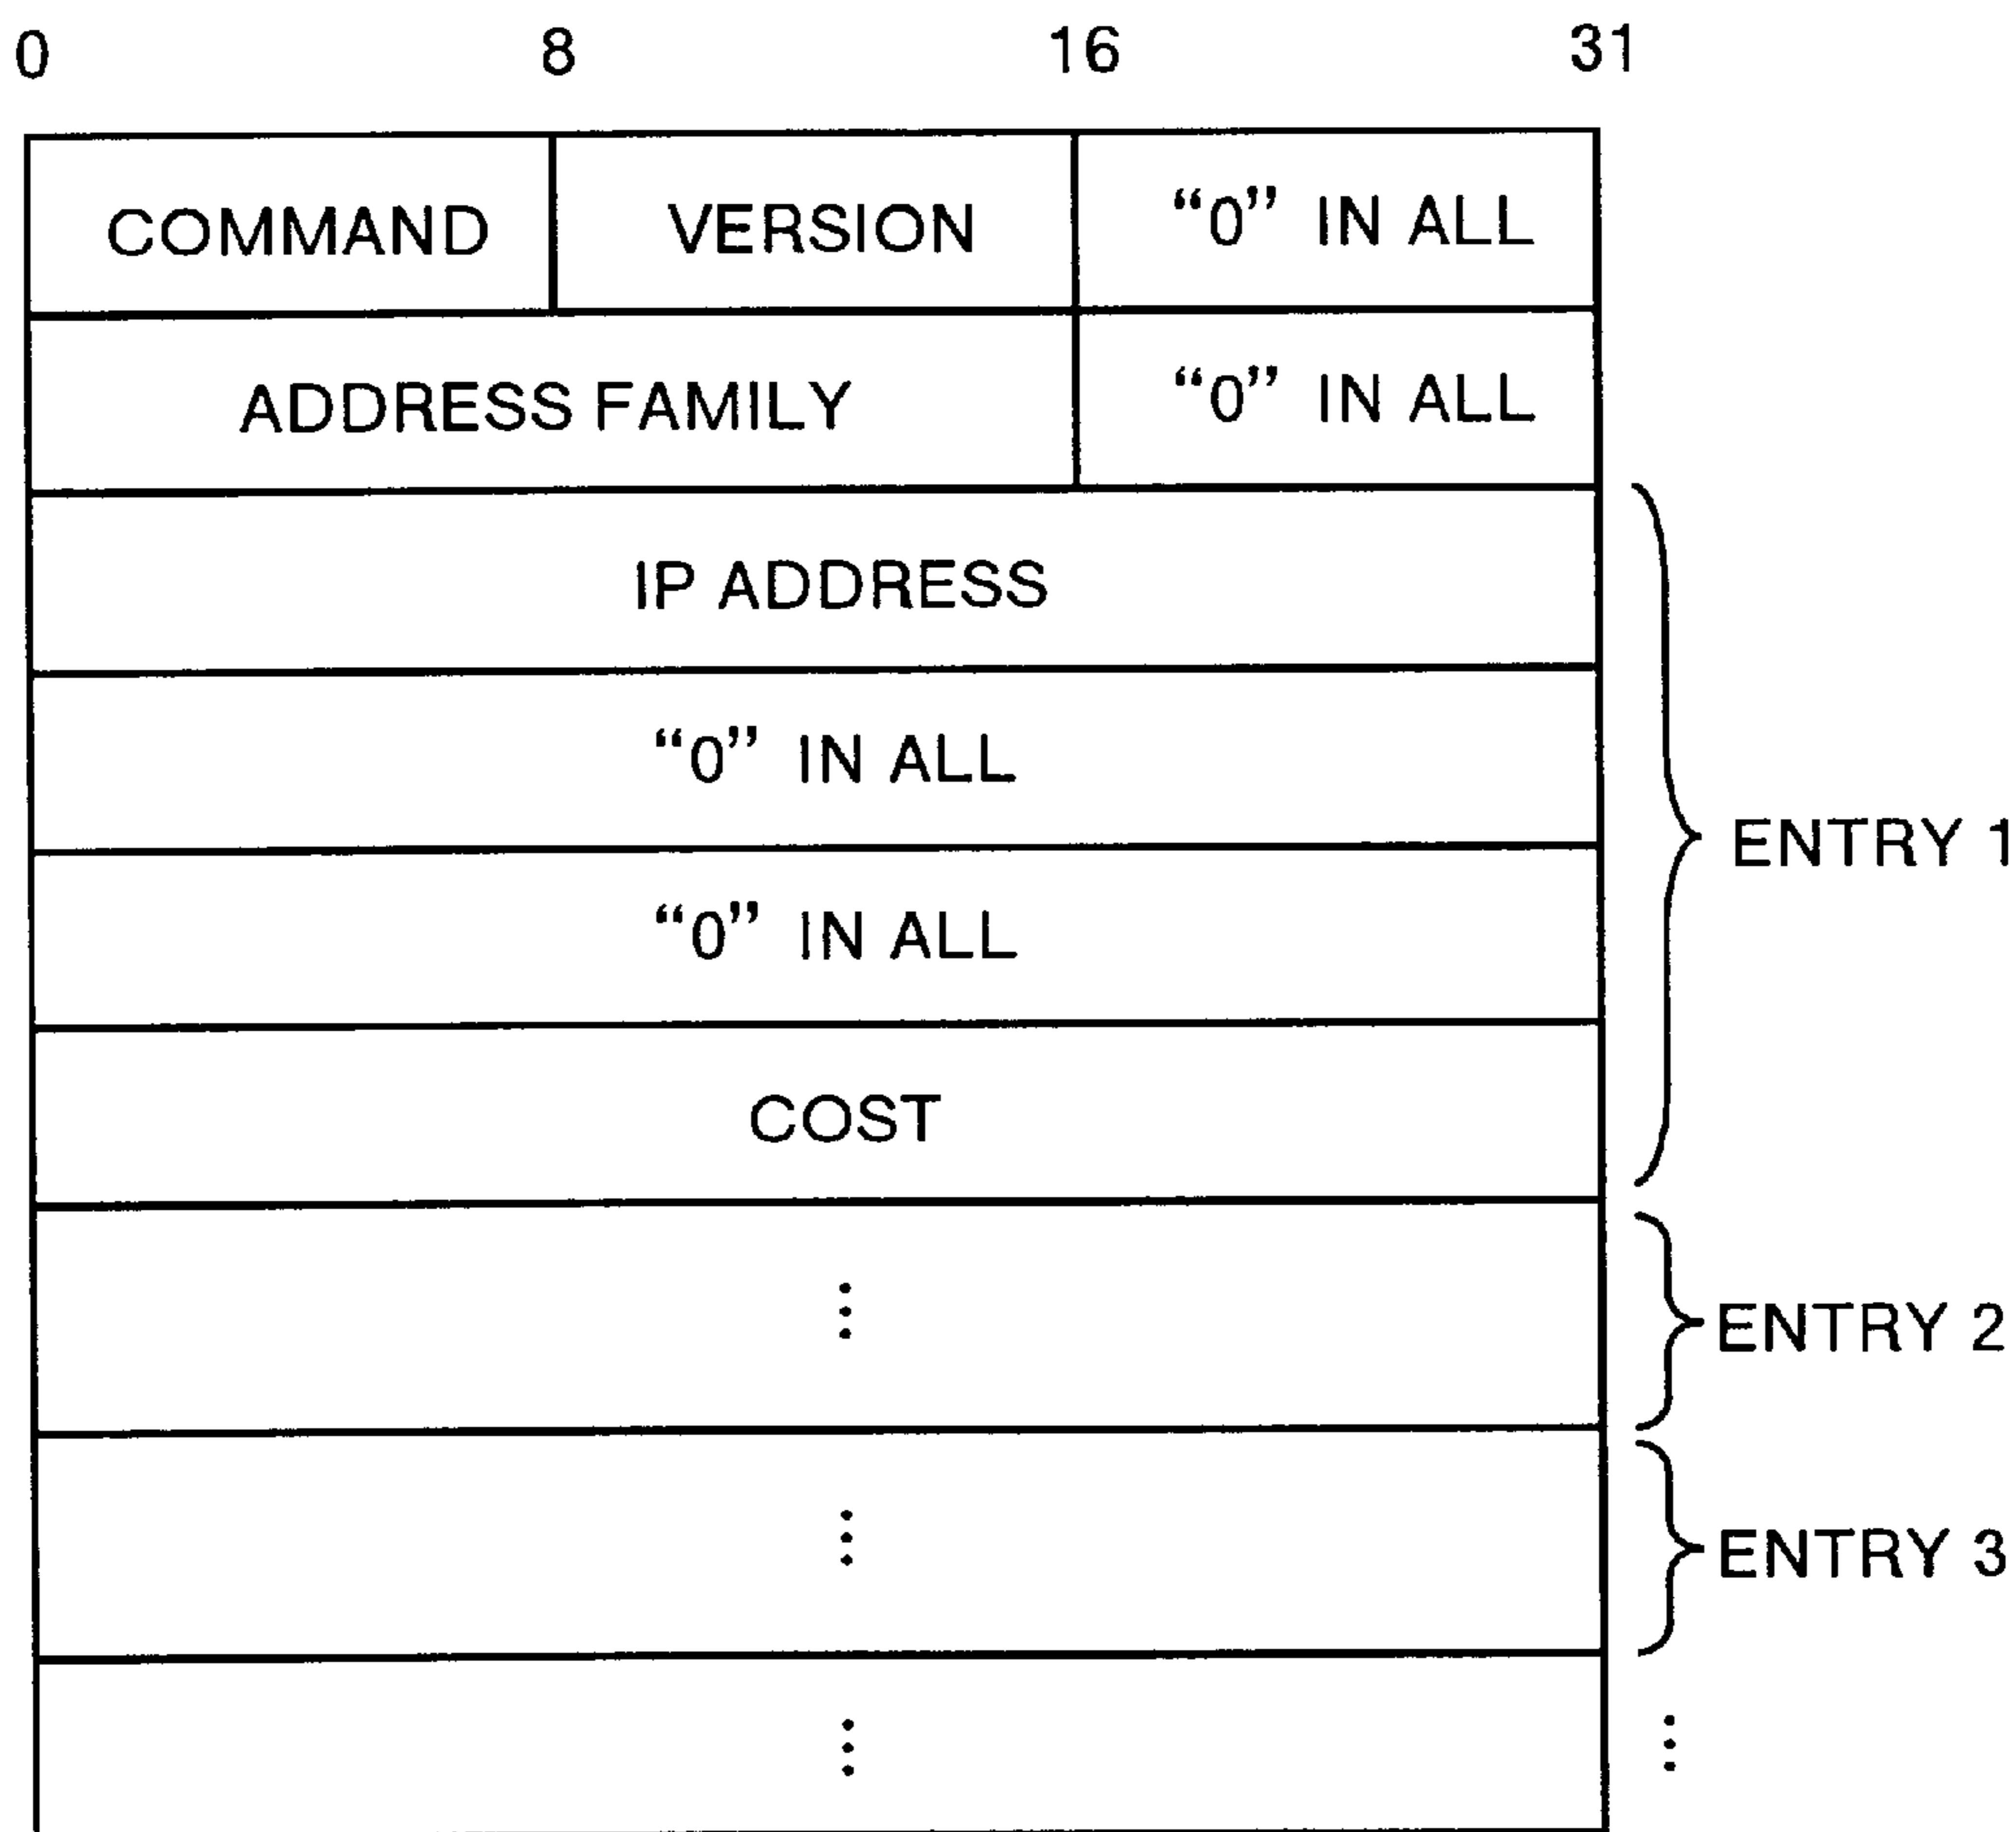 0 8 16 31
COMMAND VERSION “0” IN ALL
ADDRESS FAMILY “0” IN ALL
IP ADDRESS
“0” IN ALL
“0” IN ALL
COST
ENTRY 1
ENTRY 2
ENTRY 3